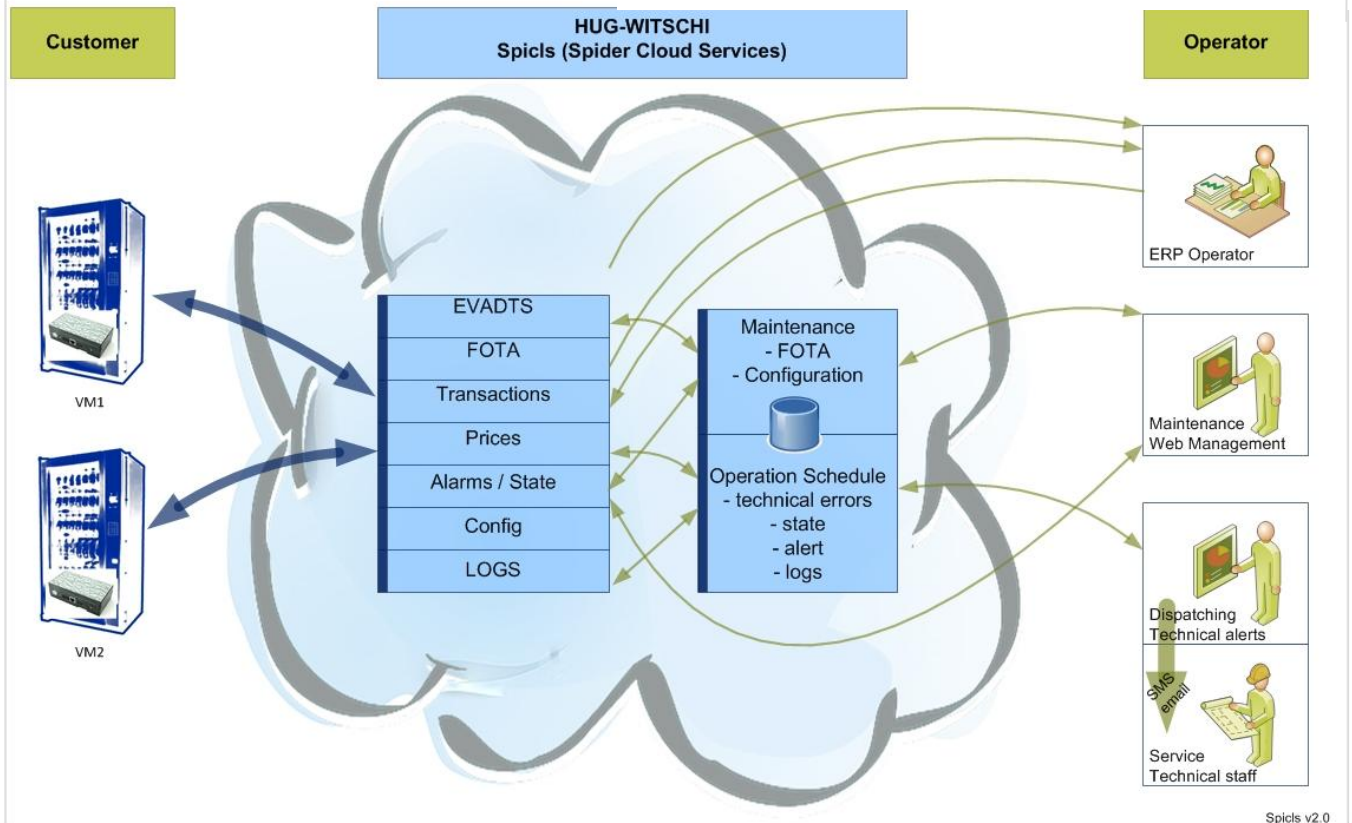 Customer
HUG-WITSCHI
Spicls (Spider Cloud Services)
Operator
VM1
VM2
EVADTS
FOTA
Transactions
Prices
Alarms / State
Config
LOGS
Maintenance
- FOTA
- Configuration
Operation Schedule
- technical errors
- state
- alert
- logs
ERP Operator
Maintenance
Web Management
Dispatching
Technical alerts
SMS
email
Service
Technical staff
Spicls v2.0